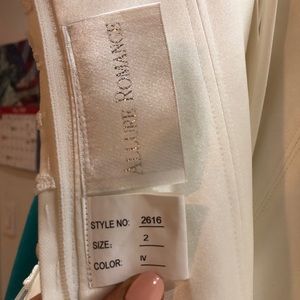 ALLURE ROMANCE
STYLE NO: 2616
SIZE: 2
COLOR: IV